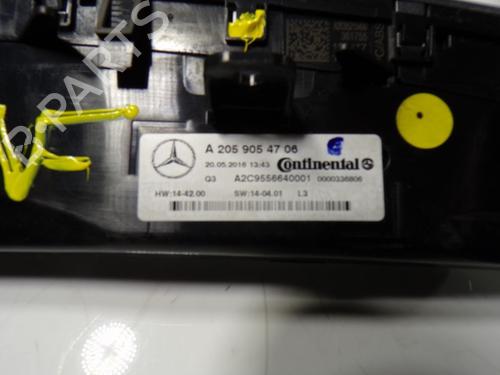 A 205 905 47 06
20.05.2016 13:43 Continental
Q3 A2C9556640001 0000336806
HW:14-42.00 SW:14-04.01 L3
B-PARTS